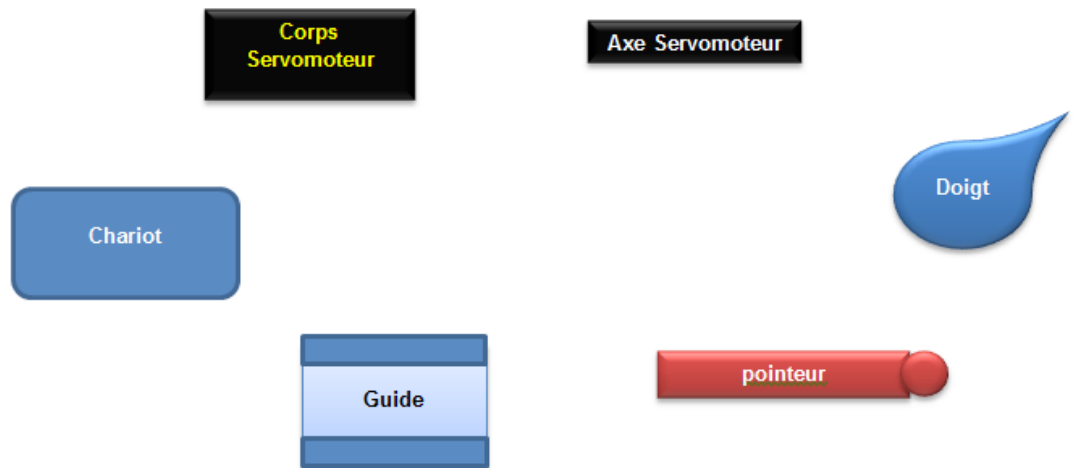 Corps
Servomoteur
Axe Servomoteur
Doigt
Chariot
pointeur
Guide